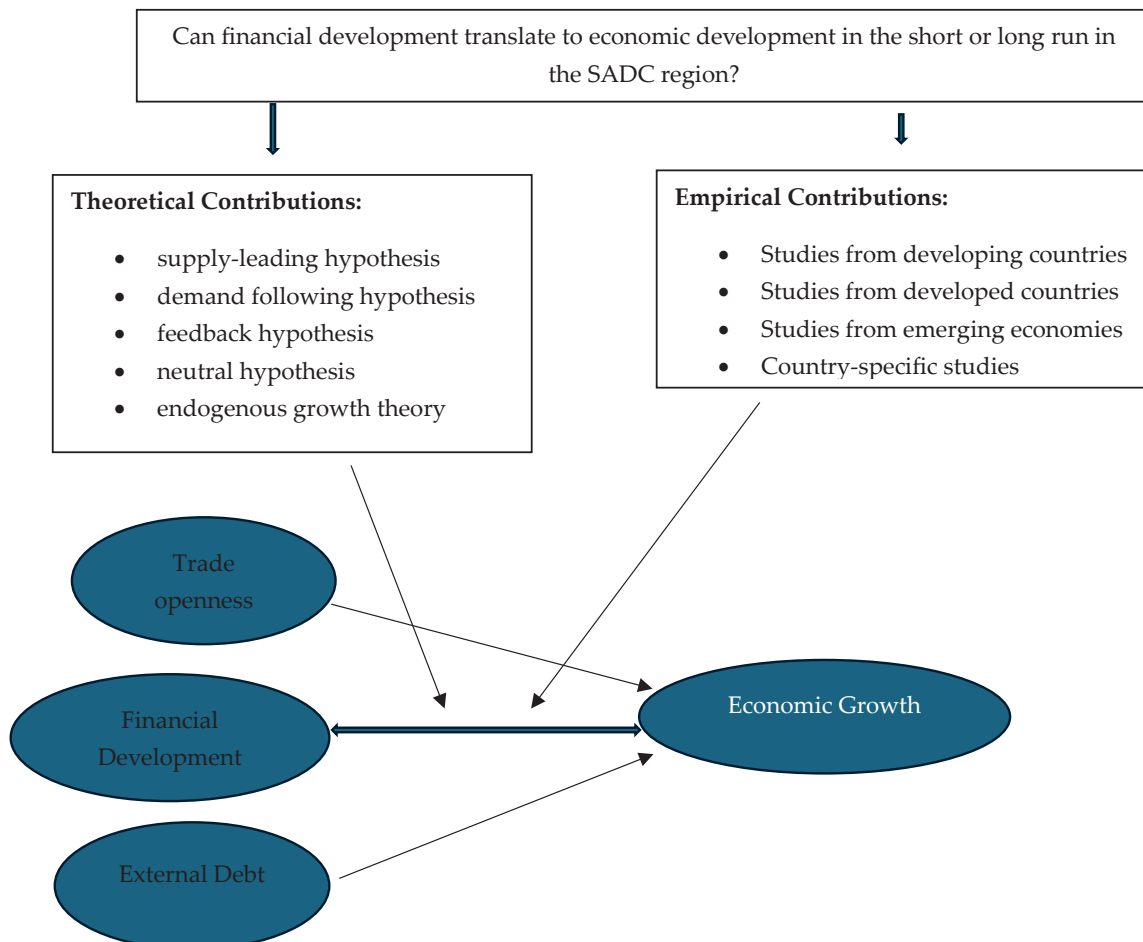 Can financial development translate to economic development in the short or long run in
the SADC region?
Theoretical Contributions:
• supply-leading hypothesis
• demand following hypothesis
• feedback hypothesis
• neutral hypothesis
• endogenous growth theory
Empirical Contributions:
• Studies from developing countries
• Studies from developed countries
• Studies from emerging economies
• Country-specific studies
Trade
openness
Financial
Development
External Debt
Economic Growth